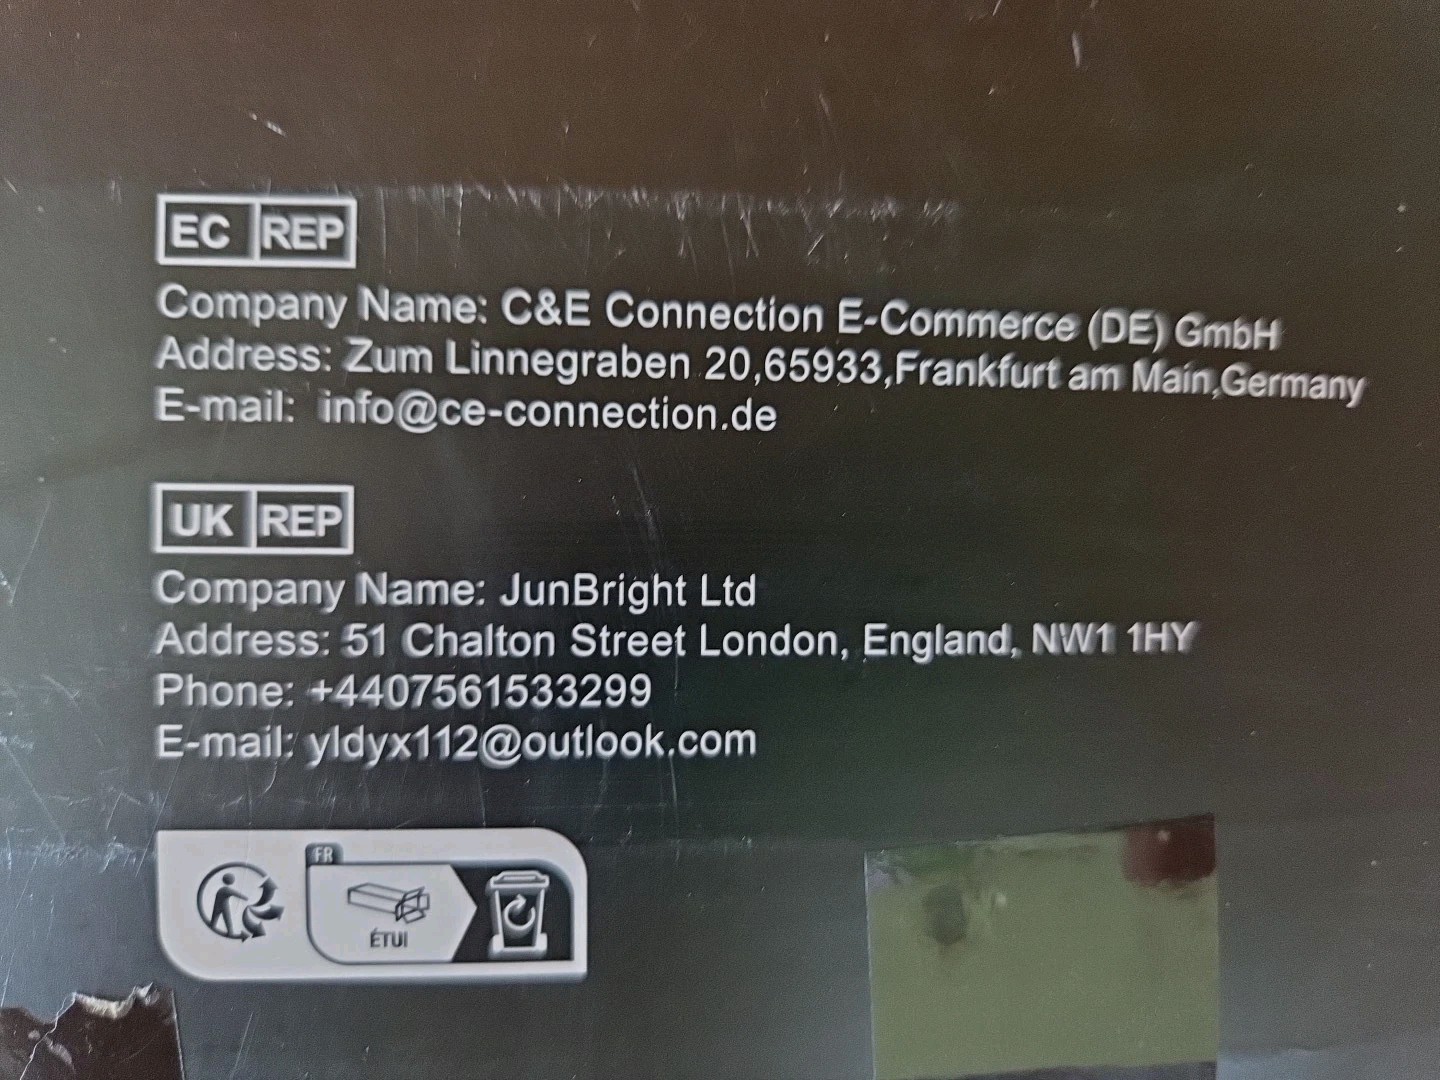 EC REP
Company Name: C&E Connection E-Commerce (DE) GmbH
Address: Zum Linnegraben 20,65933,Frankfurt am Main,Germany
E-mail: info@ce-connection.de
UK REP
Company Name: JunBright Ltd
Address: 51 Chalton Street London, England, NW1 1HY
Phone: +4407561533299
E-mail: yldyx112@outlook.com
FR
ÉTUI